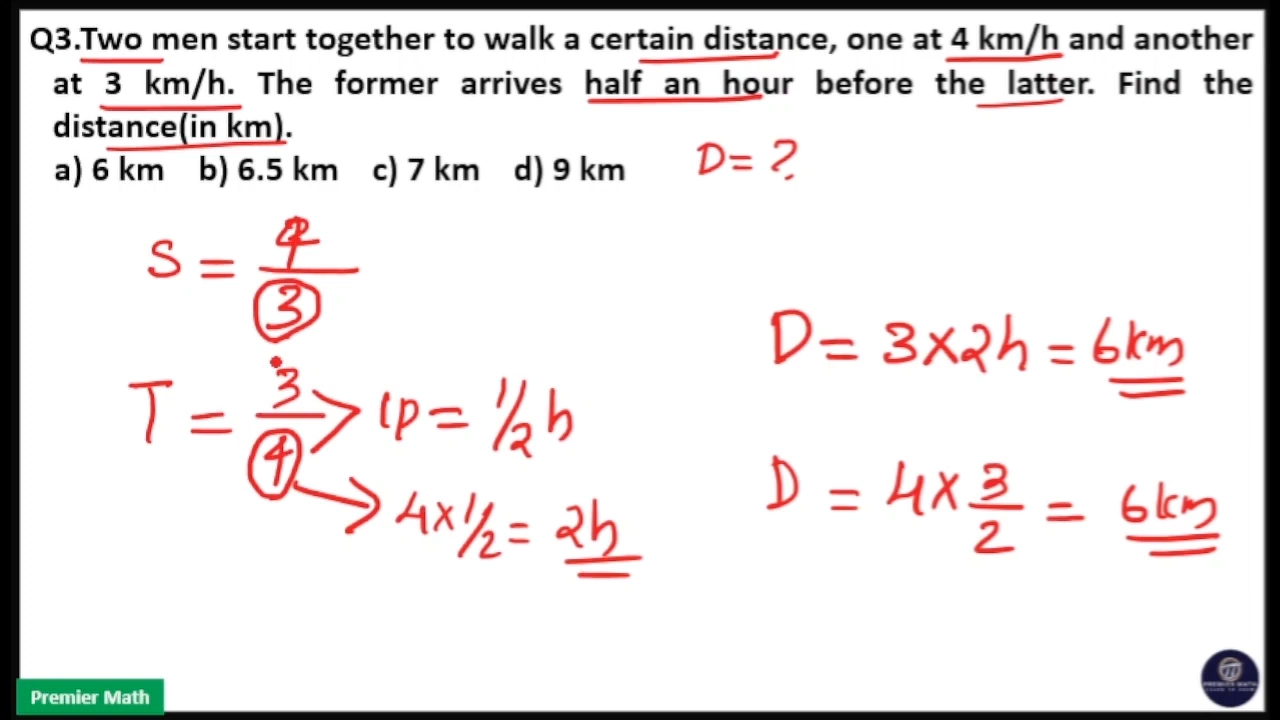 Q3.Two men start together to walk a certain distance, one at 4 km/h and another
at 3 km/h. The former arrives half an hour before the latter. Find the
distance(in km).
a) 6 km b) 6.5 km c) 7 km d) 9 km
D = ?
S = 4/3
T = 3/4 > 1p = 1/2 h
4 × 1/2 = 2h
D = 3 × 2h = 6km
D = 4 × 3/2 = 6km
Premier Math
PREMIER MATH